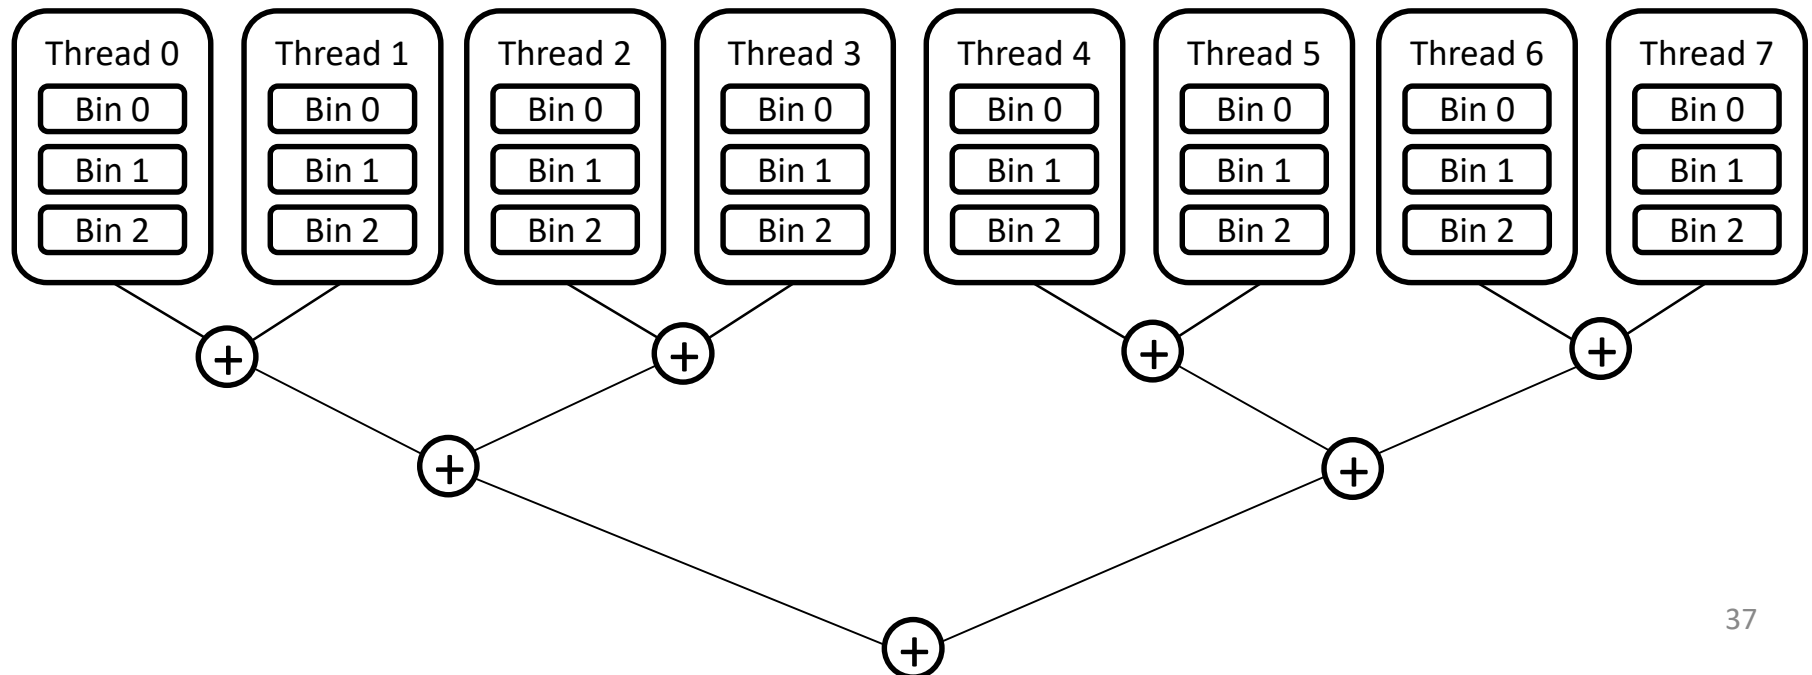 Thread 0 Thread 1 Thread 2 Thread 3 Thread 4 Thread 5 Thread 6 Thread 7
Bin 0 Bin 0 Bin 0 Bin 0 Bin 0 Bin 0 Bin 0 Bin 0
Bin 1 Bin 1 Bin 1 Bin 1 Bin 1 Bin 1 Bin 1 Bin 1
Bin 2 Bin 2 Bin 2 Bin 2 Bin 2 Bin 2 Bin 2 Bin 2
+ + + +
+ +
37
+